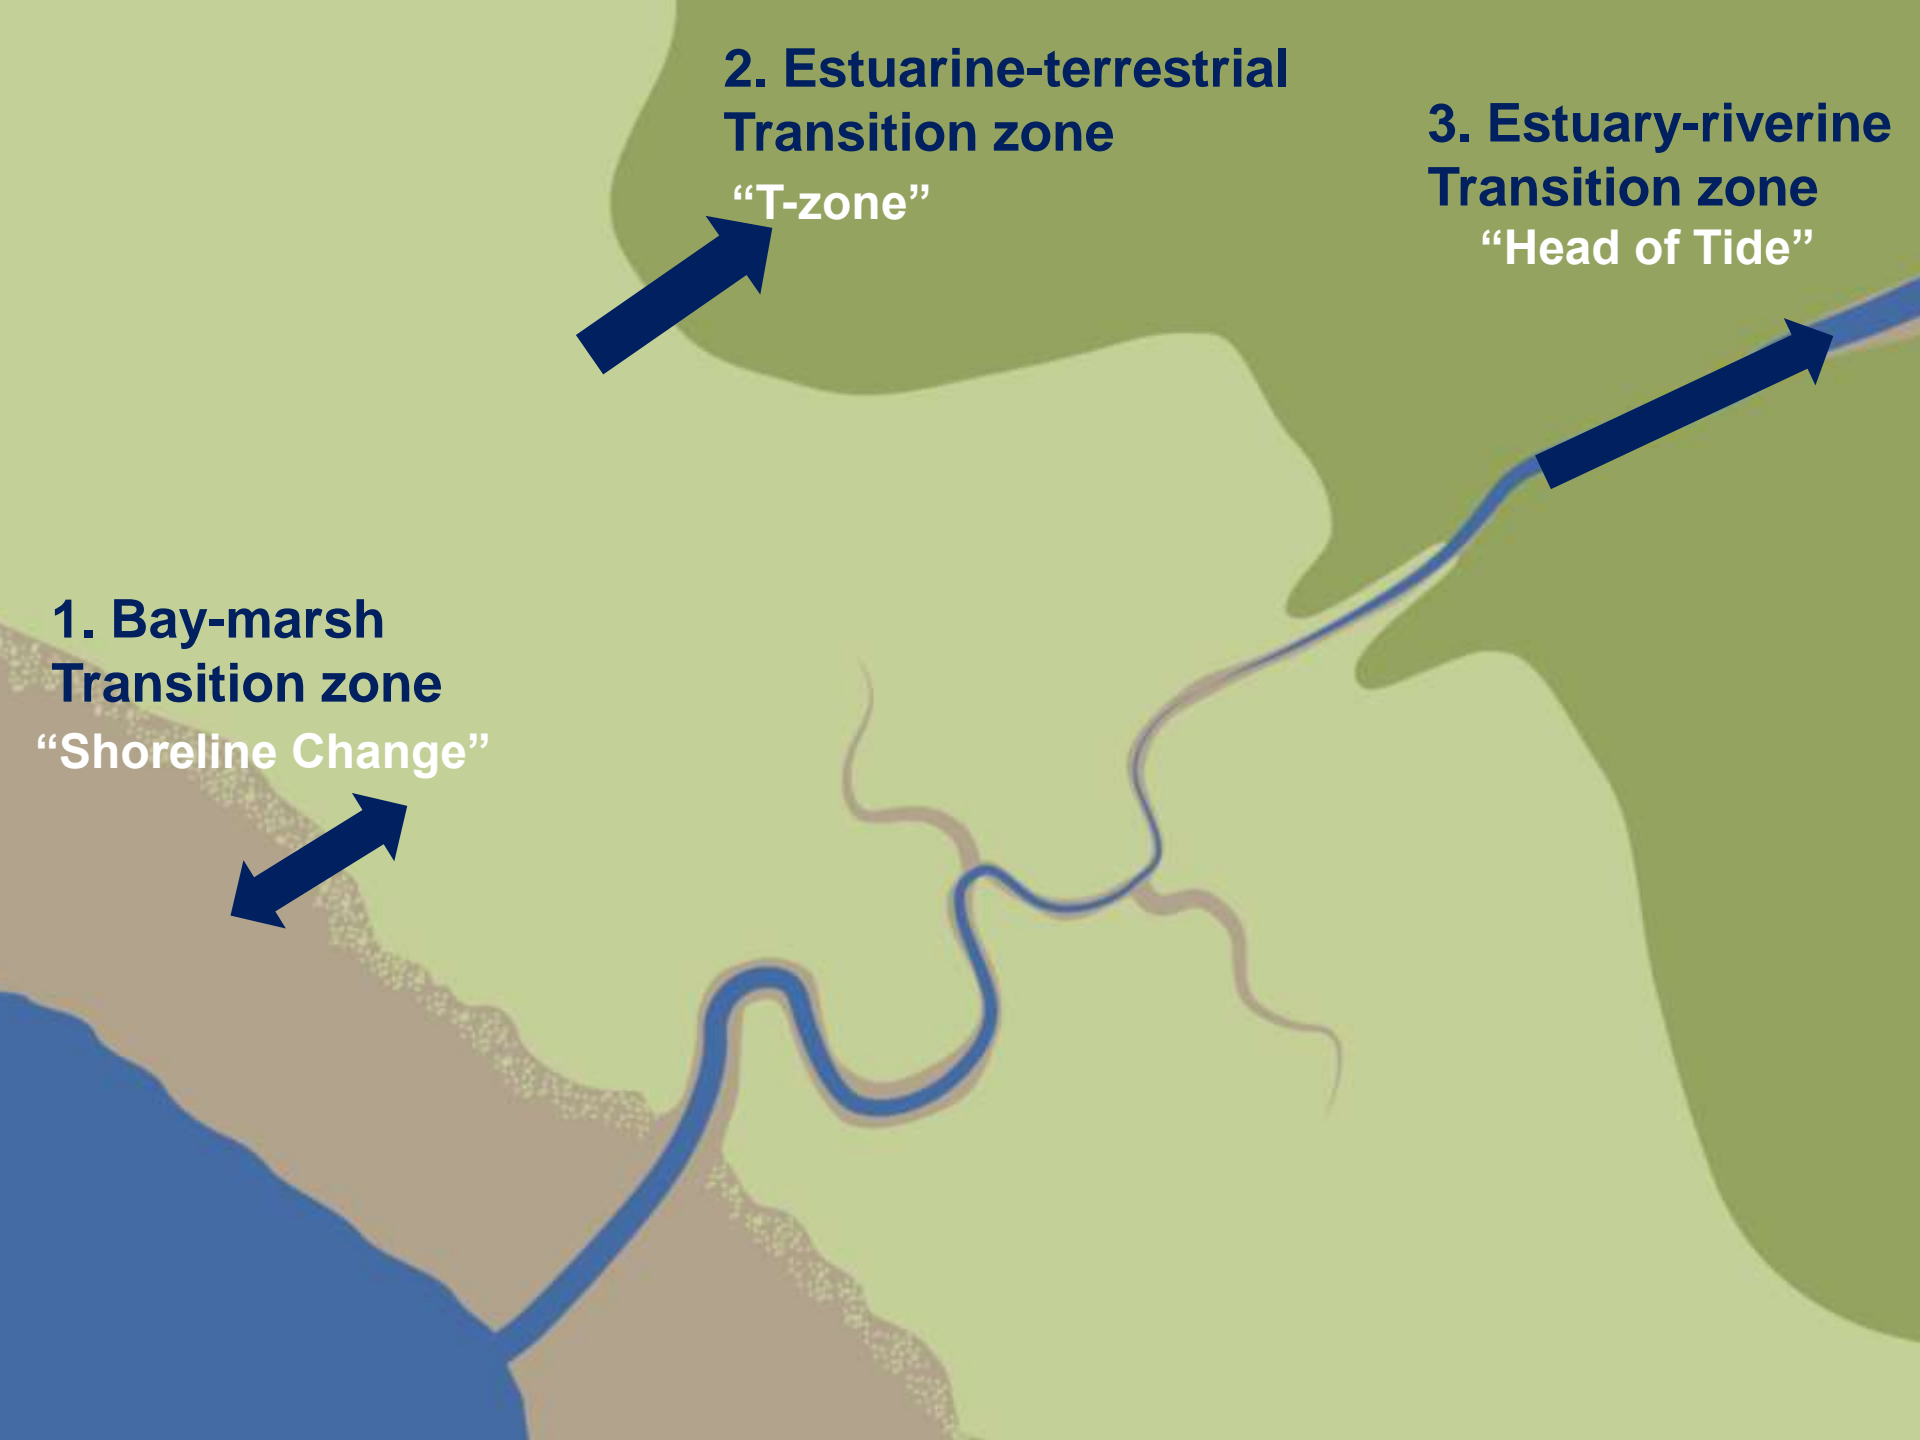 2. Estuarine-terrestrial
Transition zone
“T-zone”
3. Estuary-riverine
Transition zone
“Head of Tide”
1. Bay-marsh
Transition zone
“Shoreline Change”